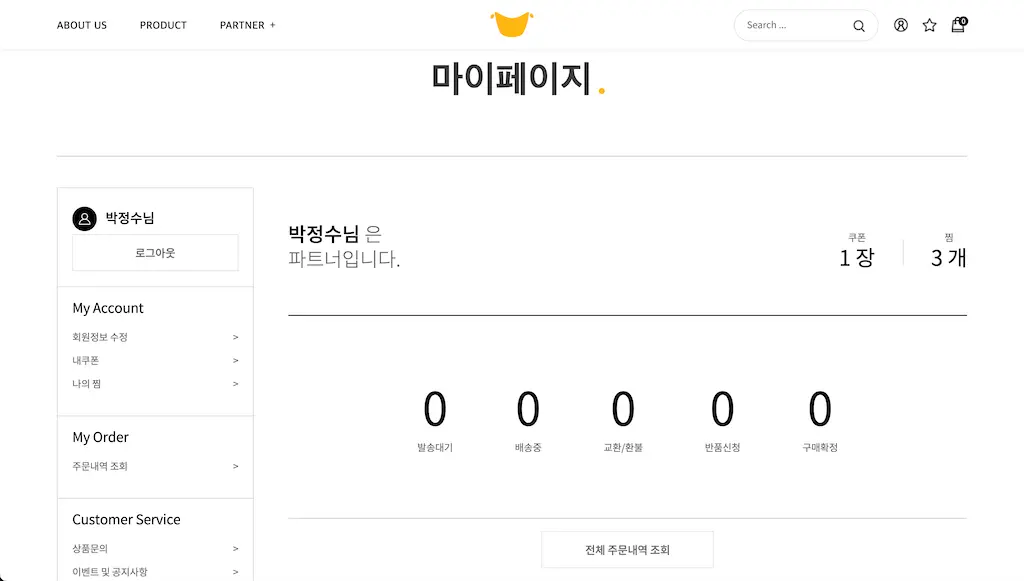 ABOUT US
PRODUCT
PARTNER +
Search ...
0
마이페이지.
박정수님
로그아웃
My Account
회원정보 수정 >
내쿠폰 >
나의 찜 >
My Order
주문내역 조회 >
Customer Service
상품문의 >
이벤트 및 공지사항 >
박정수님 은
파트너입니다.
쿠폰
1 장
찜
3 개
0
발송대기
0
배송중
0
교환/환불
0
반품신청
0
구매확정
전체 주문내역 조회